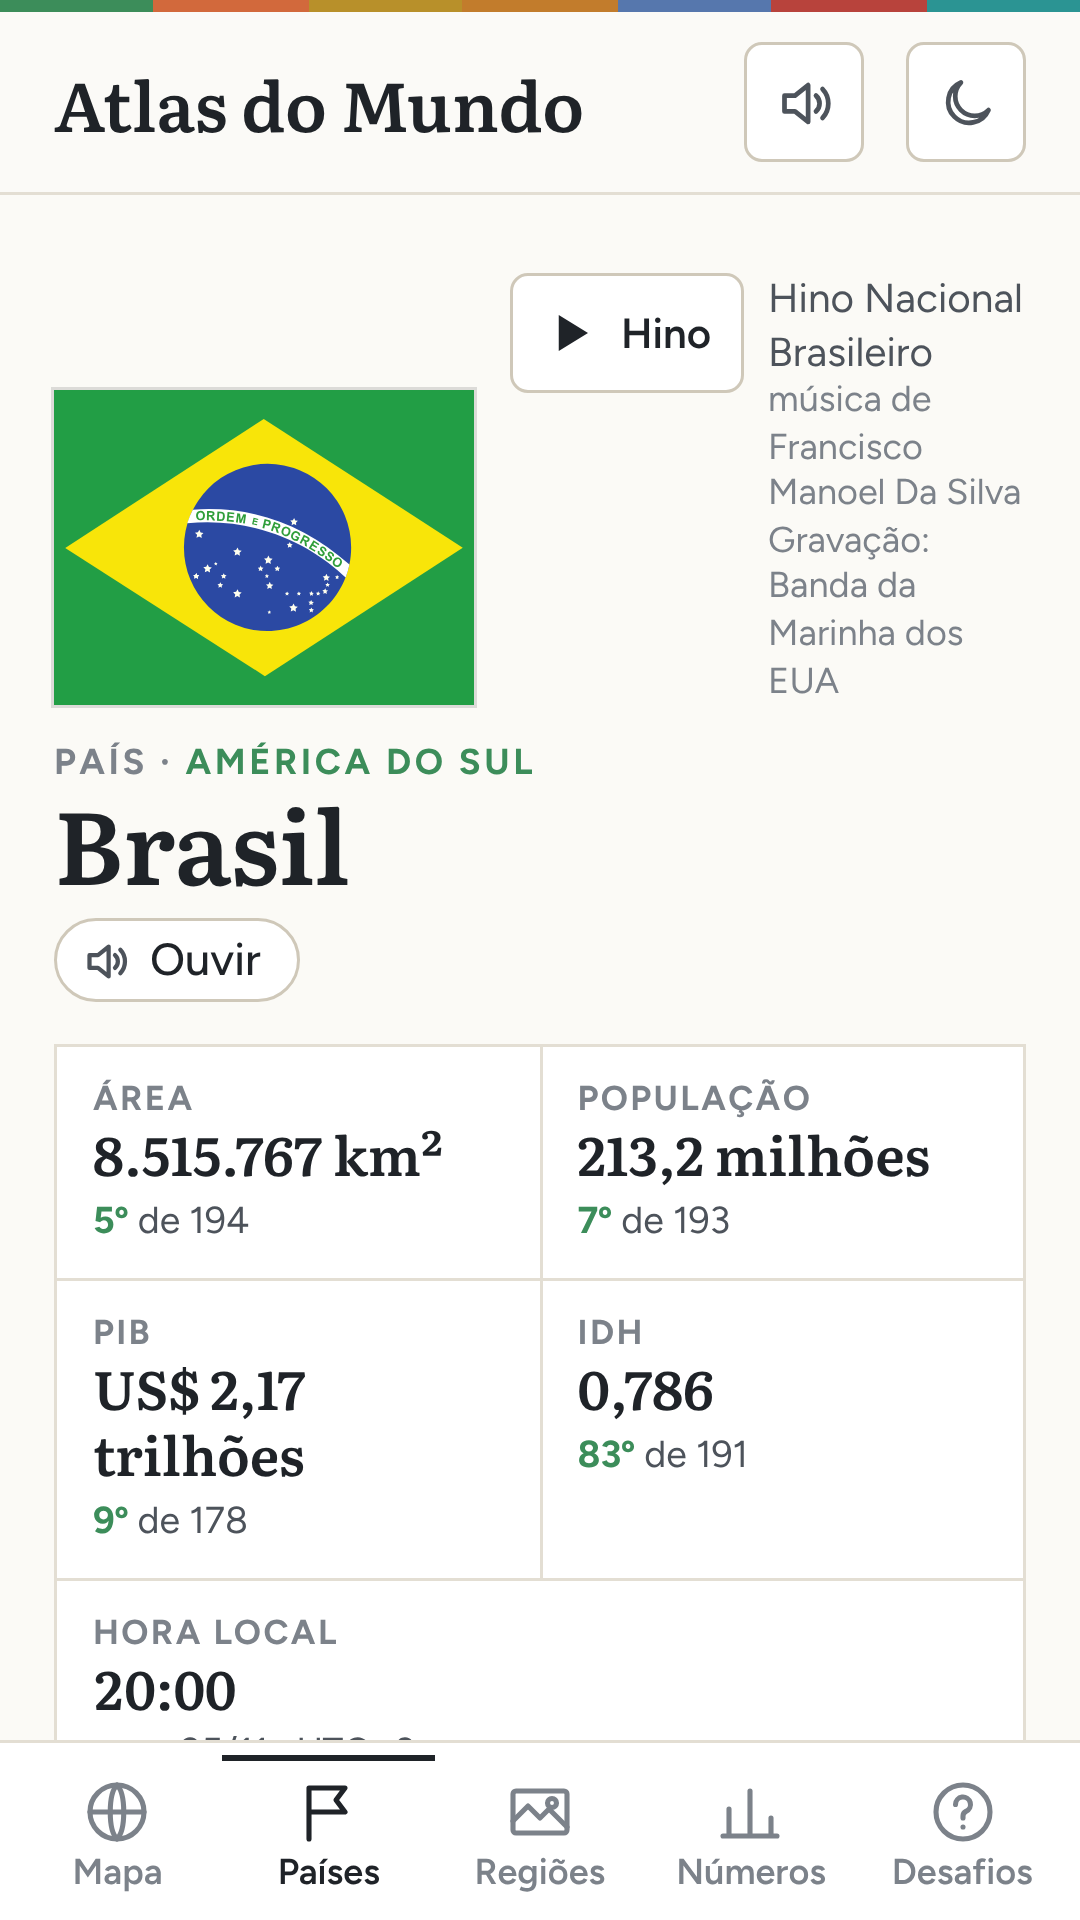 Atlas do Mundo
Hino
Hino Nacional
Brasileiro
música de
Francisco
Manoel Da Silva
Gravação:
Banda da
Marinha dos
EUA
ORDEM E PROGRESSO
PAÍS · AMÉRICA DO SUL
Brasil
Ouvir
ÁREA
8.515.767 km²
5º de 194
POPULAÇÃO
213,2 milhões
7º de 193
PIB
US$ 2,17
trilhões
9º de 178
IDH
0,786
83º de 191
HORA LOCAL
20:00
Mapa
Países
Regiões
Números
Desafios